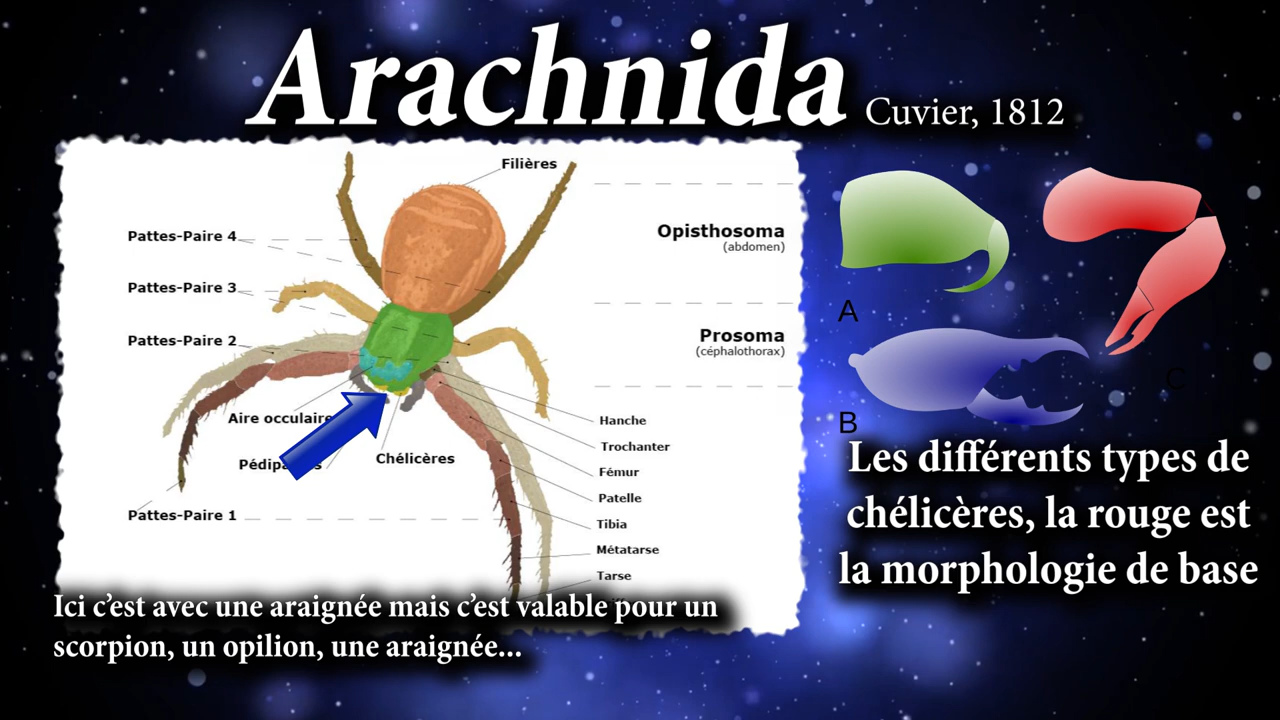 Arachnida Cuvier, 1812
Filières
Pattes-Paire 4
Opisthosoma
(abdomen)
Pattes-Paire 3
Prosoma
(céphalothorax)
Pattes-Paire 2
Aire occulaire
Chélicères
Pattes-Paire 1
Hanche
Trochanter
Fémur
Patelle
Tibia
Métatarse
Tarse
A
B
C
Les différents types de
chélicères, la rouge est
la morphologie de base
Ici c’est avec une araignée mais c’est valable pour un
scorpion, un opilion, une araignée...